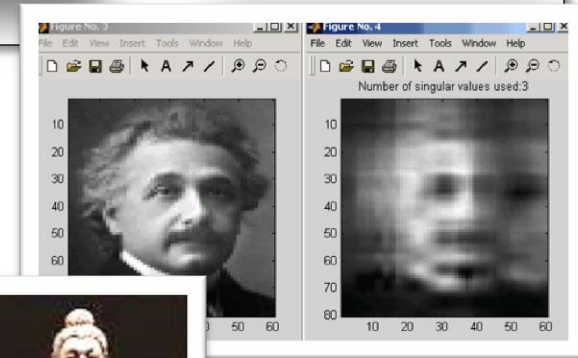 Figure No. 3
File Edit View Insert Tools Window Help
10
20
30
40
50
60
50 60
Figure No. 4
File Edit View Insert Tools Window Help
Number of singular values used:3
10
20
30
40
50
60
70
80
10 20 30 40 50 60